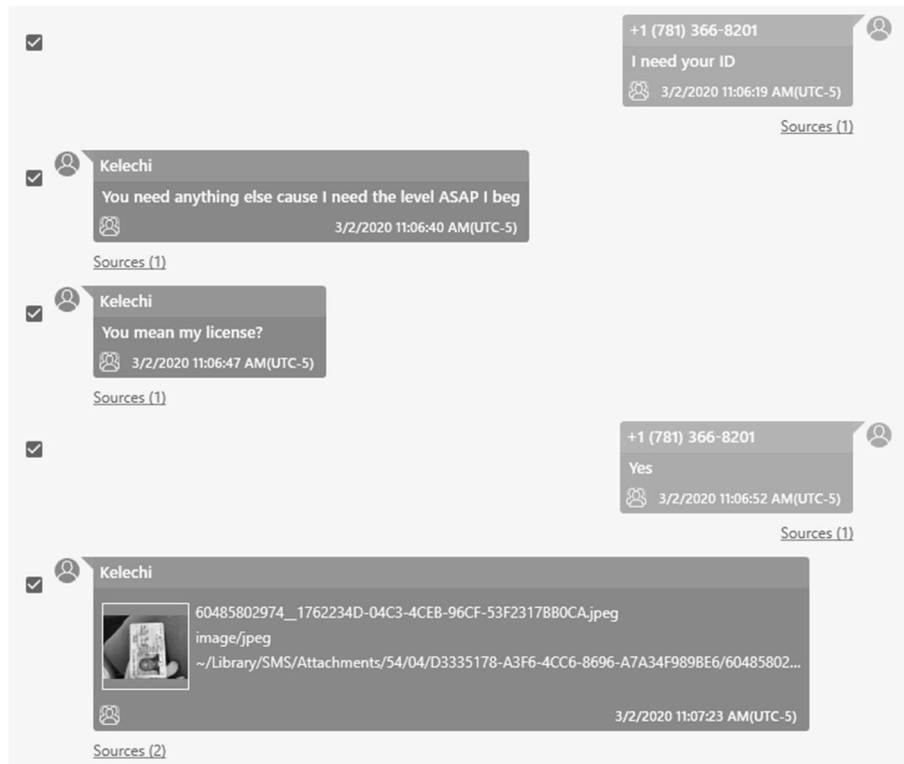 +1 (781) 366-8201
I need your ID
3/2/2020 11:06:19 AM(UTC-5)
Sources (1)
Kelechi
You need anything else cause I need the level ASAP I beg
3/2/2020 11:06:40 AM(UTC-5)
Sources (1)
Kelechi
You mean my license?
3/2/2020 11:06:47 AM(UTC-5)
Sources (1)
+1 (781) 366-8201
Yes
3/2/2020 11:06:52 AM(UTC-5)
Sources (1)
Kelechi
60485802974__1762234D-04C3-4CEB-96CF-53F2317BB0CA.jpeg
image/jpeg
~/Library/SMS/Attachments/54/04/D3335178-A3F6-4CC6-8696-A7A34F989BE6/60485802...
3/2/2020 11:07:23 AM(UTC-5)
Sources (2)